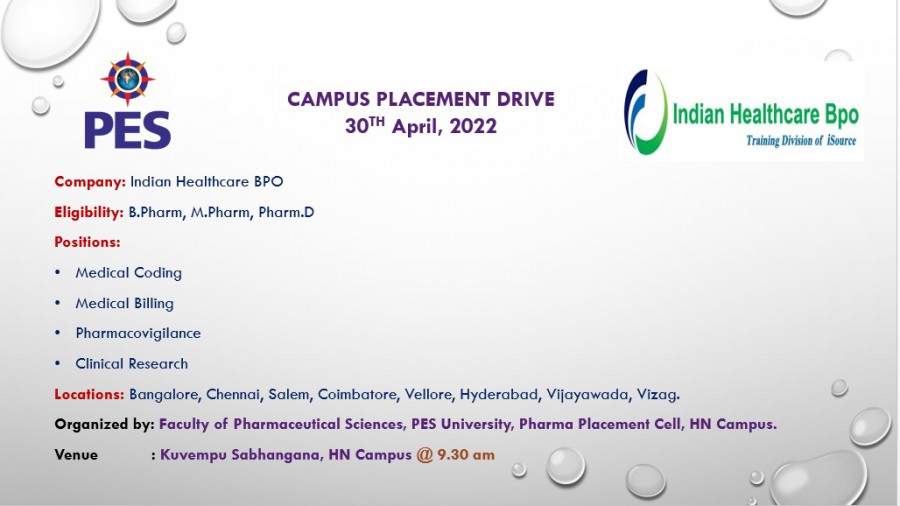 CAMPUS PLACEMENT DRIVE
30TH April, 2022
PES
Indian Healthcare Bpo
Training Division of iSource
Company: Indian Healthcare BPO
Eligibility: B.Pharm, M.Pharm, Pharm.D
Positions:
• Medical Coding
• Medical Billing
• Pharmacovigilance
• Clinical Research
Locations: Bangalore, Chennai, Salem, Coimbatore, Vellore, Hyderabad, Vijayawada, Vizag.
Organized by: Faculty of Pharmaceutical Sciences, PES University, Pharma Placement Cell, HN Campus.
Venue : Kuvempu Sabhangana, HN Campus @ 9.30 am